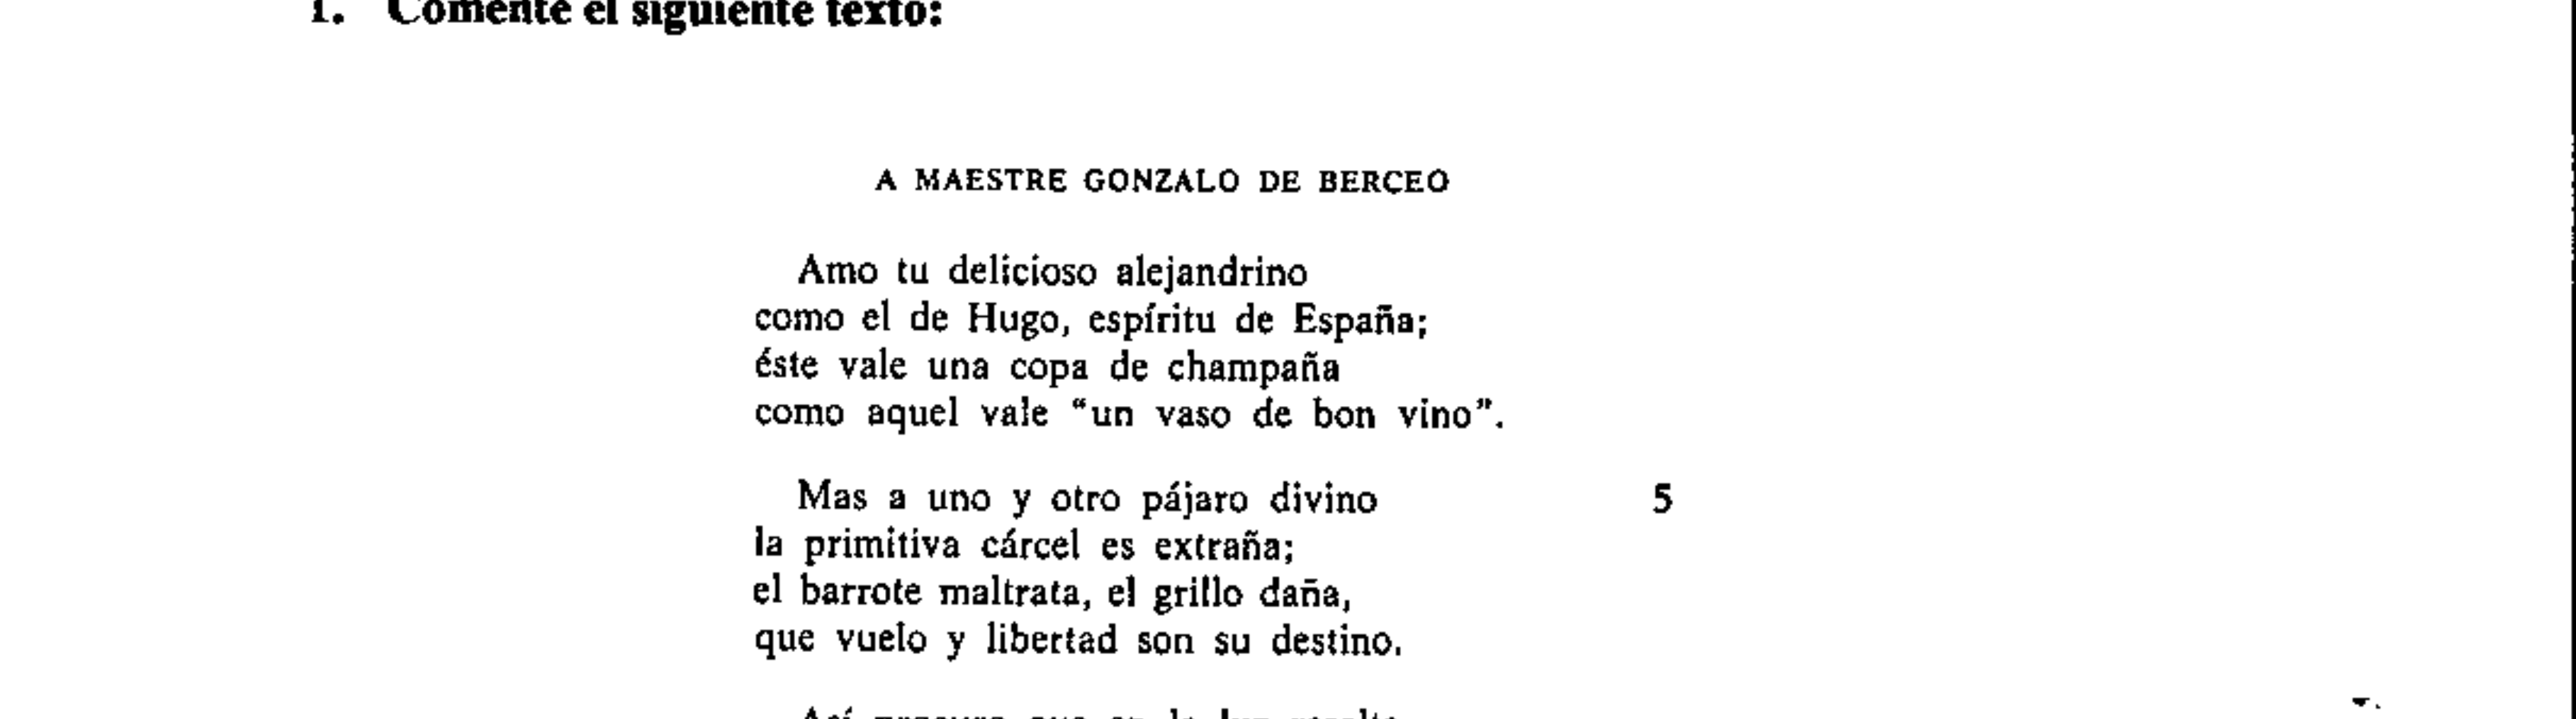 1. Comente el siguiente texto:
A MAESTRE GONZALO DE BERCEO
Amo tu delicioso alejandrino
como el de Hugo, espíritu de España;
éste vale una copa de champaña
como aquel vale “un vaso de bon vino”.
Mas a uno y otro pájaro divino 5
la primitiva cárcel es extraña;
el barrote maltrata, el grillo daña,
que vuelo y libertad son su destino.